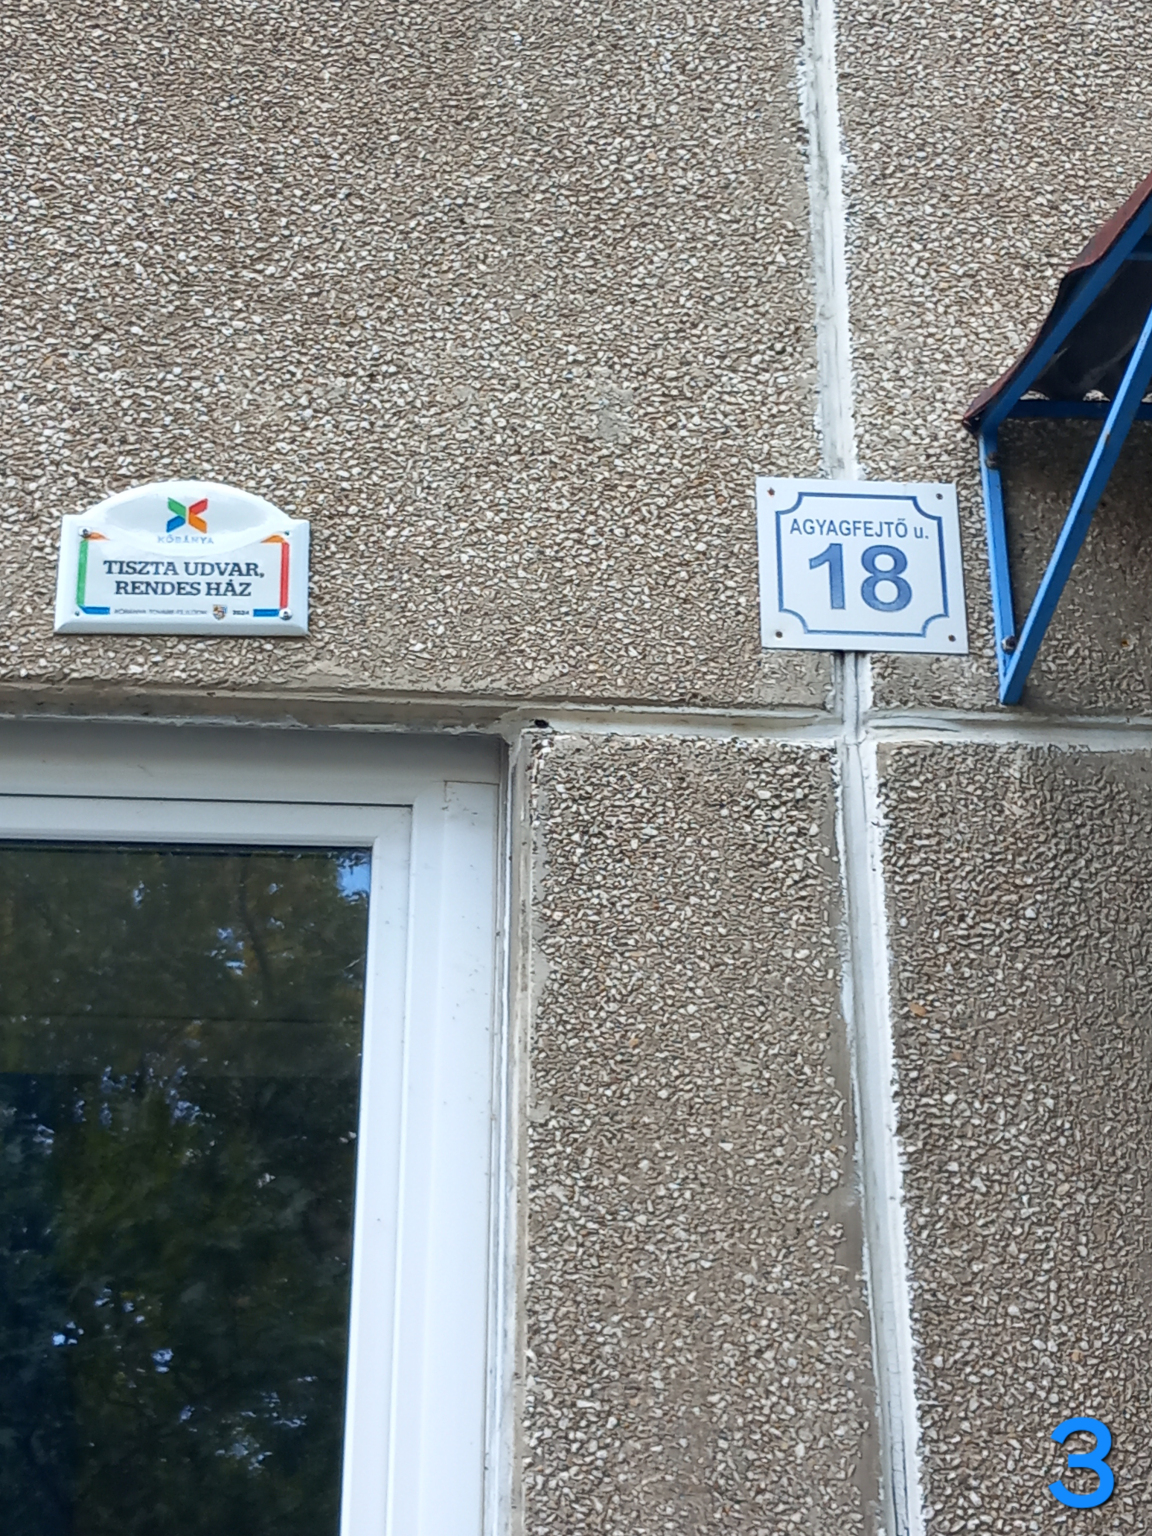 KŐBÁNYA
TISZTA UDVAR,
RENDES HÁZ
2024
AGYAGFEJTŐ u.
18
3